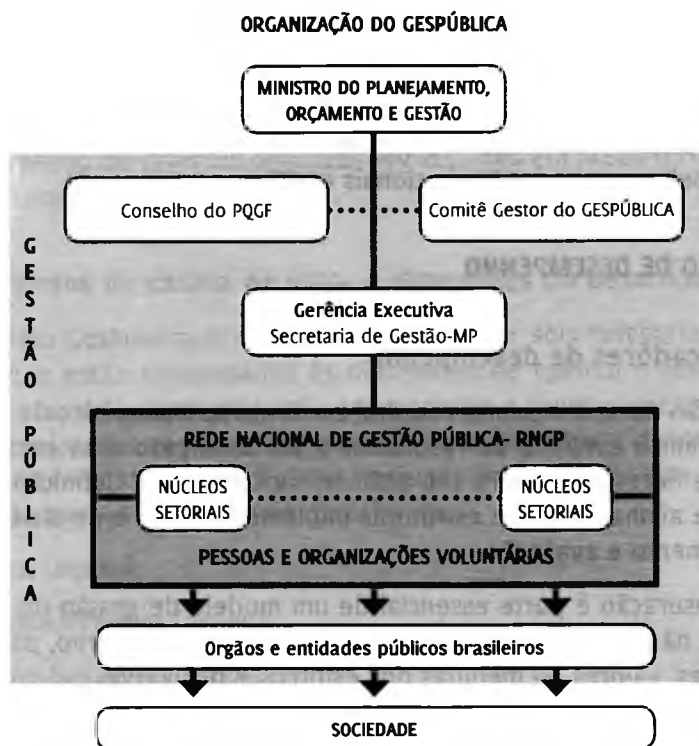 ORGANIZAÇÃO DO GESPÚBLICA
MINISTRO DO PLANEJAMENTO,
ORÇAMENTO E GESTÃO
Conselho do PQGF
Comitê Gestor do GESPÚBLICA
GESTÃO PÚBLICA
Gerência Executiva
Secretaria de Gestão-MP
REDE NACIONAL DE GESTÃO PÚBLICA- RNGP
NÚCLEOS
SETORIAIS
NÚCLEOS
SETORIAIS
PESSOAS E ORGANIZAÇÕES VOLUNTÁRIAS
Orgãos e entidades públicos brasileiros
SOCIEDADE